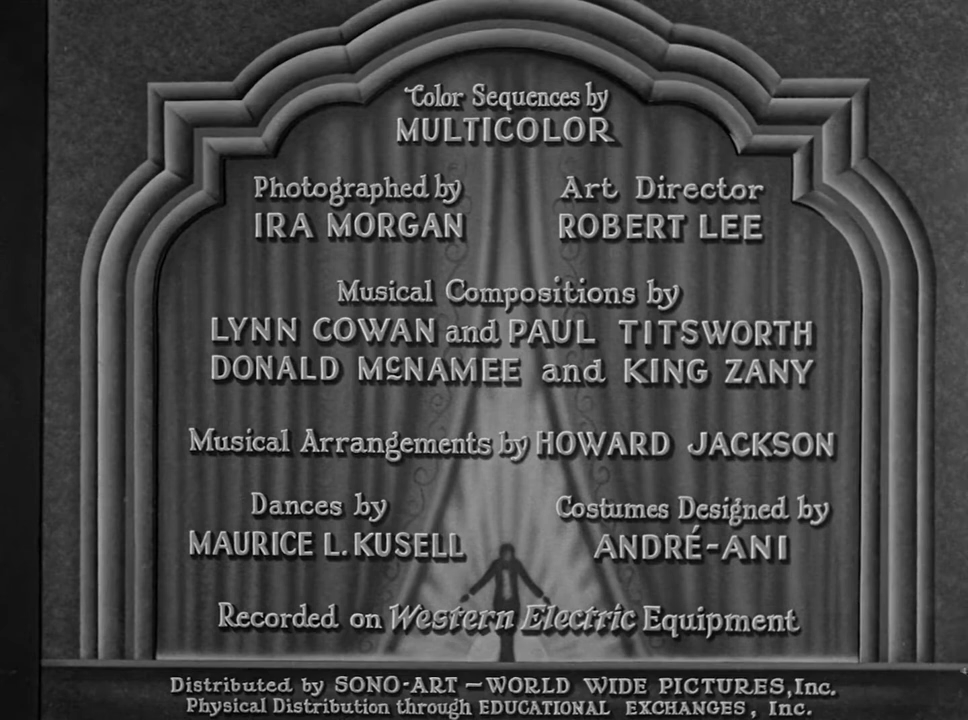 Color Sequences by
MULTICOLOR
Photographed by
IRA MORGAN
Art Director
ROBERT LEE
Musical Compositions by
LYNN COWAN and PAUL TITSWORTH
DONALD McNAMEE and KING ZANY
Musical Arrangements by HOWARD JACKSON
Dances by
MAURICE L. KUSELL
Costumes Designed by
ANDRÉ-ANI
Recorded on Western Electric Equipment
Distributed by SONO-ART — WORLD WIDE PICTURES, Inc.
Physical Distribution through EDUCATIONAL EXCHANGES, Inc.